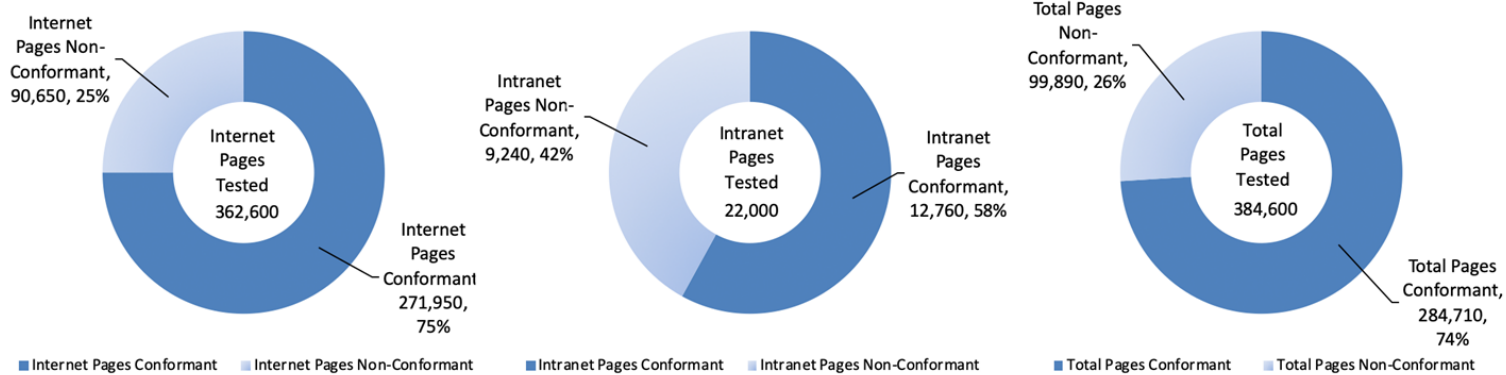 Internet
Pages Non-
Conformant,
90,650, 25%
Internet
Pages
Tested
362,600
Internet
Pages
Conformant
271,950,
75%
Internet Pages Conformant
Internet Pages Non-Conformant
Intranet
Pages Non-
Conformant,
9,240, 42%
Intranet
Pages
Tested
22,000
Intranet
Pages
Conformant,
12,760, 58%
Intranet Pages Conformant
Intranet Pages Non-Conformant
Total Pages
Non-
Conformant,
99,890, 26%
Total
Pages
Tested
384,600
Total Pages
Conformant,
284,710,
74%
Total Pages Conformant
Total Pages Non-Conformant